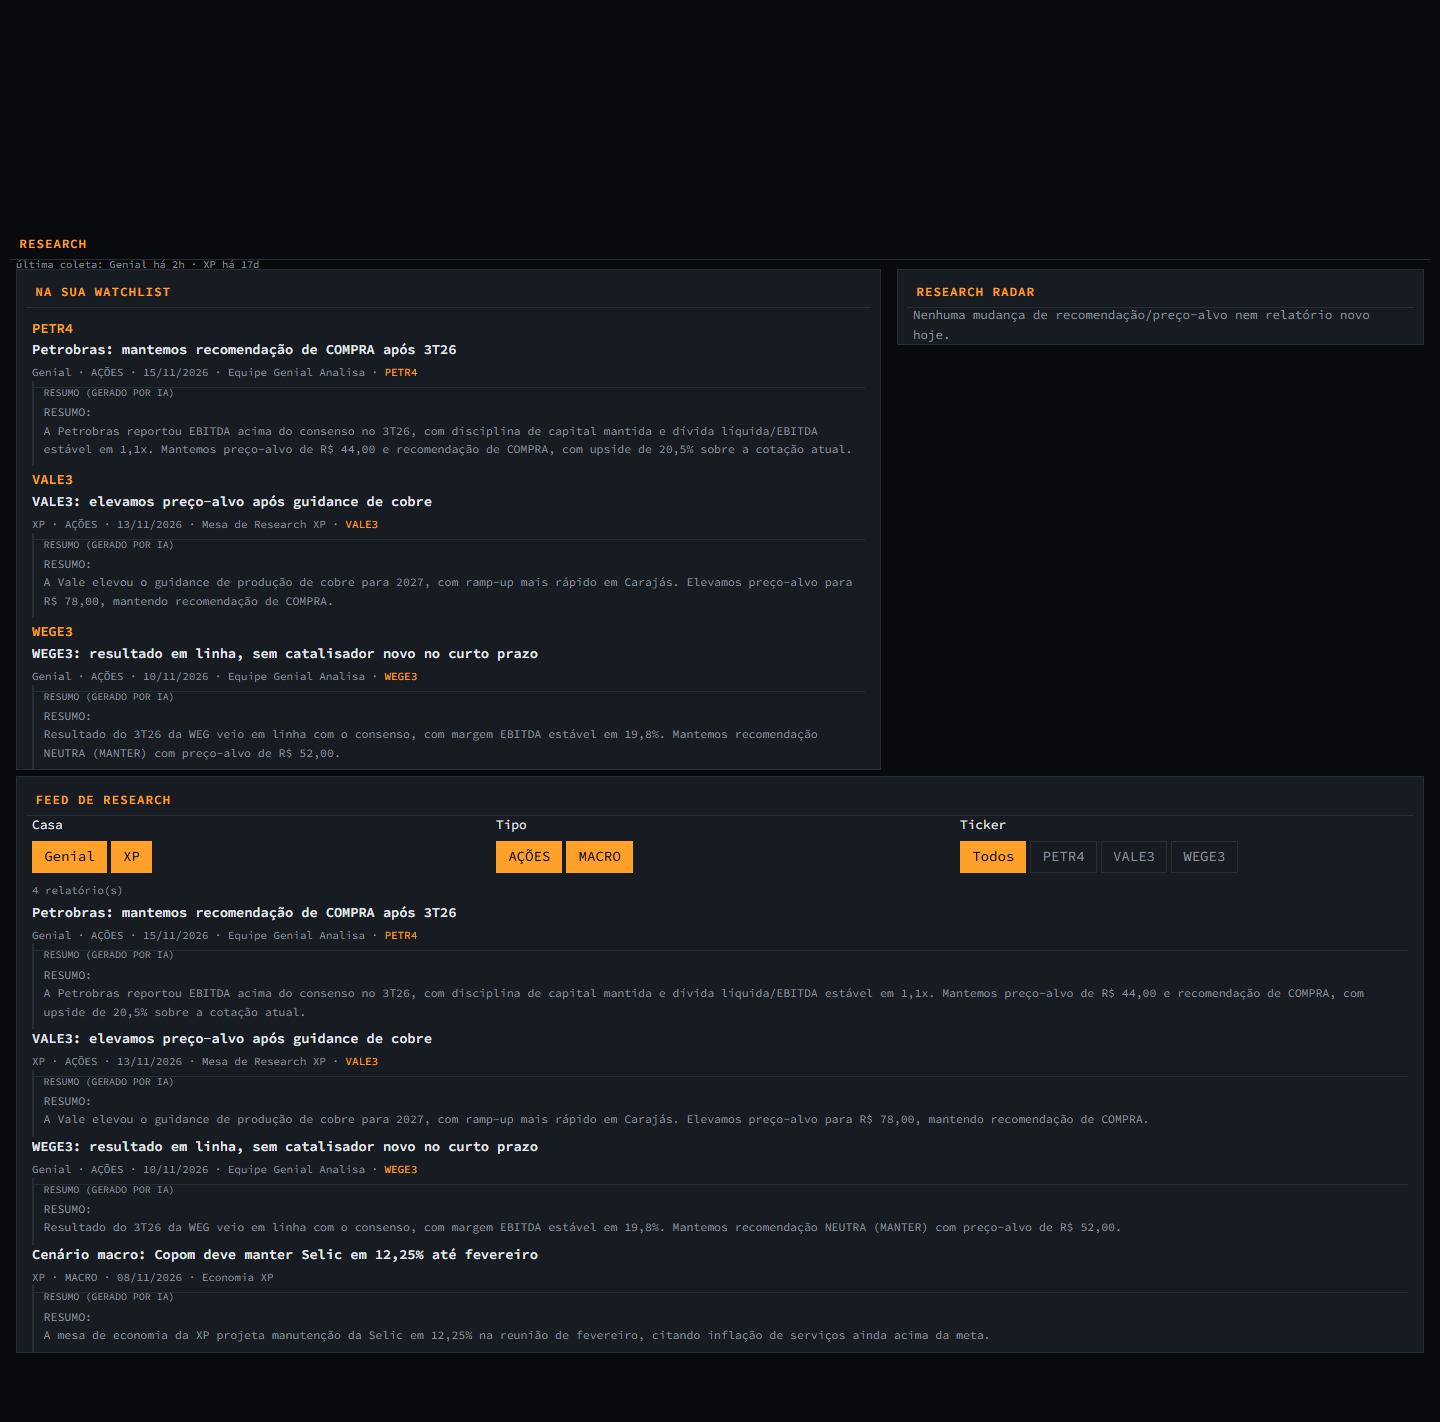 RESEARCH
última coleta: Genial há 2h · XP há 17d
NA SUA WATCHLIST
PETR4
Petrobras: mantemos recomendação de COMPRA após 3T26
Genial · AÇÕES · 15/11/2026 · Equipe Genial Analisa · PETR4
RESUMO (GERADO POR IA)
RESUMO:
A Petrobras reportou EBITDA acima do consenso no 3T26, com disciplina de capital mantida e dívida líquida/EBITDA
estável em 1,1x. Mantemos preço-alvo de R$ 44,00 e recomendação de COMPRA, com upside de 20,5% sobre a cotação atual.
VALE3
VALE3: elevamos preço-alvo após guidance de cobre
XP · AÇÕES · 13/11/2026 · Mesa de Research XP · VALE3
RESUMO (GERADO POR IA)
RESUMO:
A Vale elevou o guidance de produção de cobre para 2027, com ramp-up mais rápido em Carajás. Elevamos preço-alvo para
R$ 78,00, mantendo recomendação de COMPRA.
WEGE3
WEGE3: resultado em linha, sem catalisador novo no curto prazo
Genial · AÇÕES · 10/11/2026 · Equipe Genial Analisa · WEGE3
RESUMO (GERADO POR IA)
RESUMO:
Resultado do 3T26 da WEG veio em linha com o consenso, com margem EBITDA estável em 19,8%. Mantemos recomendação
NEUTRA (MANTER) com preço-alvo de R$ 52,00.
RESEARCH RADAR
Nenhuma mudança de recomendação/preço-alvo nem relatório novo
hoje.
FEED DE RESEARCH
Casa
Genial XP
Tipo
AÇÕES MACRO
Ticker
Todos PETR4 VALE3 WEGE3
4 relatório(s)
Petrobras: mantemos recomendação de COMPRA após 3T26
Genial · AÇÕES · 15/11/2026 · Equipe Genial Analisa · PETR4
RESUMO (GERADO POR IA)
RESUMO:
A Petrobras reportou EBITDA acima do consenso no 3T26, com disciplina de capital mantida e dívida líquida/EBITDA estável em 1,1x. Mantemos preço-alvo de R$ 44,00 e recomendação de COMPRA, com
upside de 20,5% sobre a cotação atual.
VALE3: elevamos preço-alvo após guidance de cobre
XP · AÇÕES · 13/11/2026 · Mesa de Research XP · VALE3
RESUMO (GERADO POR IA)
RESUMO:
A Vale elevou o guidance de produção de cobre para 2027, com ramp-up mais rápido em Carajás. Elevamos preço-alvo para R$ 78,00, mantendo recomendação de COMPRA.
WEGE3: resultado em linha, sem catalisador novo no curto prazo
Genial · AÇÕES · 10/11/2026 · Equipe Genial Analisa · WEGE3
RESUMO (GERADO POR IA)
RESUMO:
Resultado do 3T26 da WEG veio em linha com o consenso, com margem EBITDA estável em 19,8%. Mantemos recomendação NEUTRA (MANTER) com preço-alvo de R$ 52,00.
Cenário macro: Copom deve manter Selic em 12,25% até fevereiro
XP · MACRO · 08/11/2026 · Economia XP
RESUMO (GERADO POR IA)
RESUMO:
A mesa de economia da XP projeta manutenção da Selic em 12,25% na reunião de fevereiro, citando inflação de serviços ainda acima da meta.